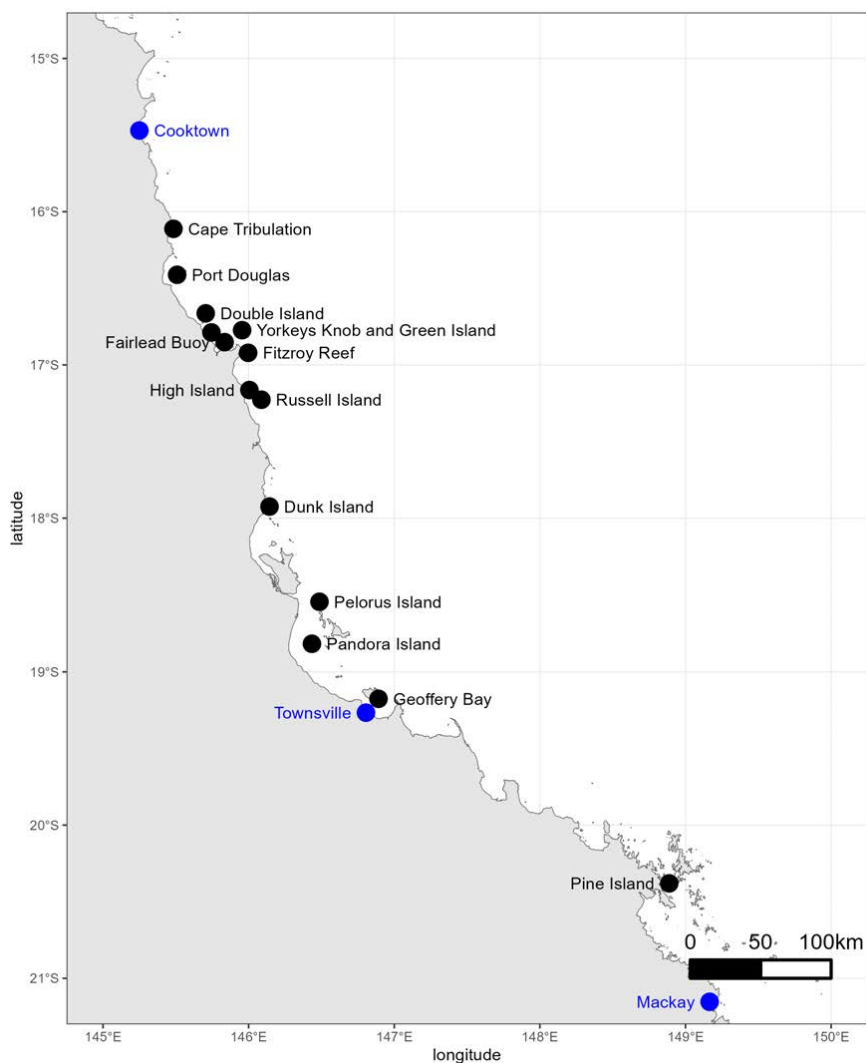 15°S
Cooktown
16°S
Cape Tribulation
Port Douglas
Double Island
Yorkeys Knob and Green Island
Fairlead Buoy
Fitzroy Reef
17°S
High Island
Russell Island
latitude
Dunk Island
18°S
Pelorus Island
Pandora Island
19°S
Geoffery Bay
Townsville
20°S
Pine Island
0 50 100km
21°S
Mackay
145°E 146°E 147°E 148°E 149°E 150°E
longitude